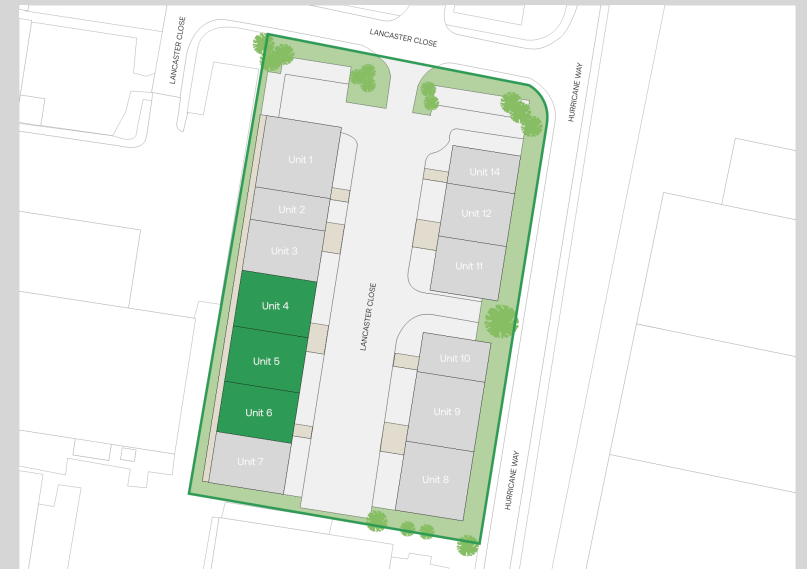 LANCASTER CLOSE
LANCASTER CLOSE
HURRICANE WAY
Unit 1
Unit 14
Unit 2
Unit 12
Unit 3
Unit 11
Unit 4
LANCASTER CLOSE
Unit 5
Unit 10
Unit 6
Unit 9
Unit 7
Unit 8
HURRICANE WAY